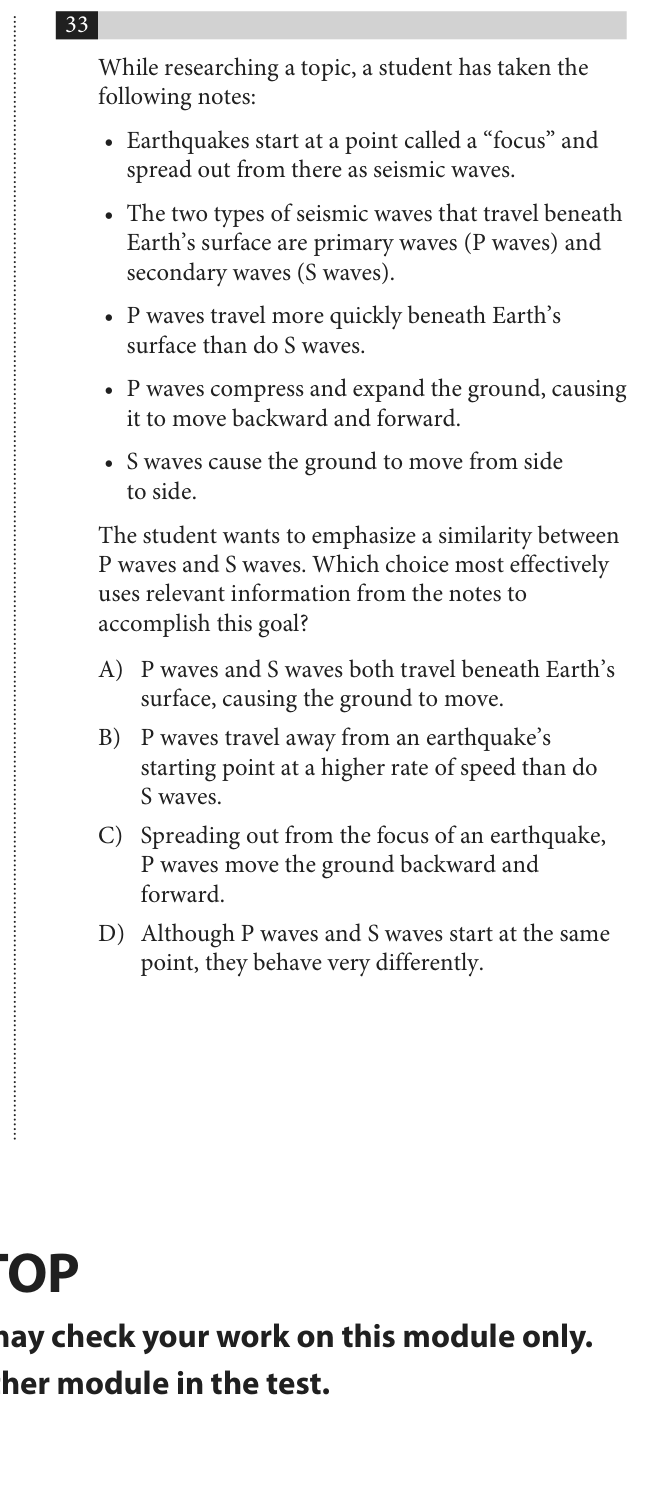 33
While researching a topic, a student has taken the
following notes:
• Earthquakes start at a point called a “focus” and
spread out from there as seismic waves.
• The two types of seismic waves that travel beneath
Earth’s surface are primary waves (P waves) and
secondary waves (S waves).
• P waves travel more quickly beneath Earth’s
surface than do S waves.
• P waves compress and expand the ground, causing
it to move backward and forward.
• S waves cause the ground to move from side
to side.
The student wants to emphasize a similarity between
P waves and S waves. Which choice most effectively
uses relevant information from the notes to
accomplish this goal?
A) P waves and S waves both travel beneath Earth’s
surface, causing the ground to move.
B) P waves travel away from an earthquake’s
starting point at a higher rate of speed than do
S waves.
C) Spreading out from the focus of an earthquake,
P waves move the ground backward and
forward.
D) Although P waves and S waves start at the same
point, they behave very differently.
TOP
may check your work on this module only.
her module in the test.